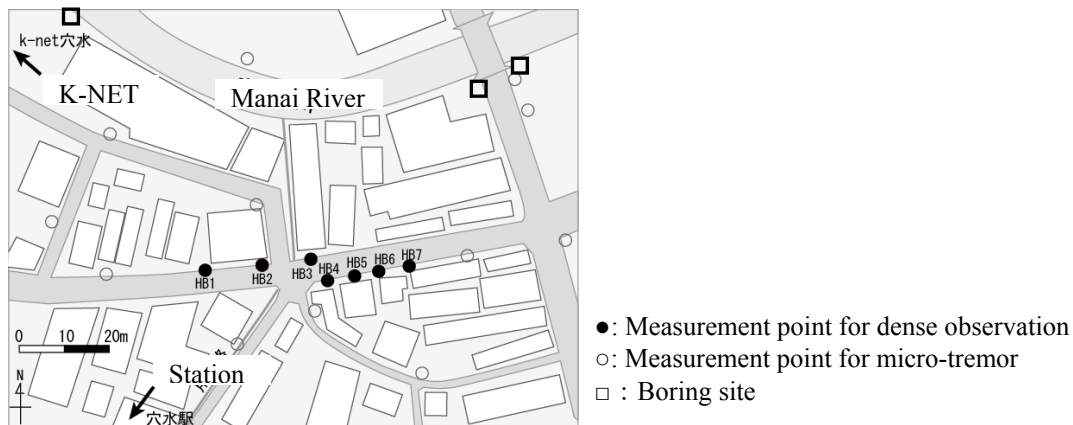 k-net穴水
K-NET
Manai River
HB1
HB2
HB3
HB4
HB5
HB6
HB7
0 10 20m
N
Station
穴水駅
●: Measurement point for dense observation
○: Measurement point for micro-tremor
□ : Boring site